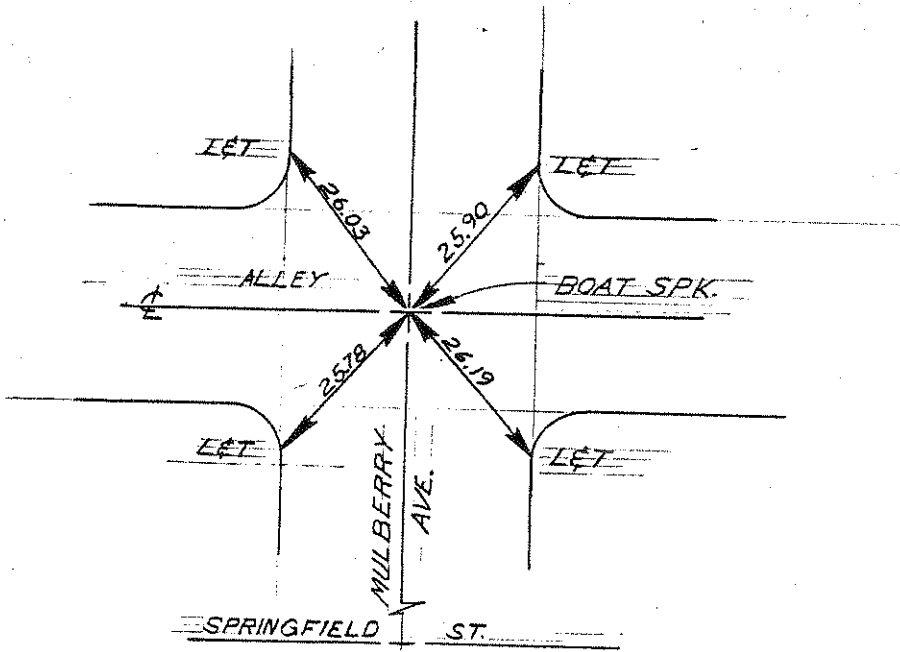 L&T
L&T
26.03
25.90
ALLEY
BOAT SPK.
℄
25.78
26.19
L&T
L&T
MULBERRY
AVE.
SPRINGFIELD ST.